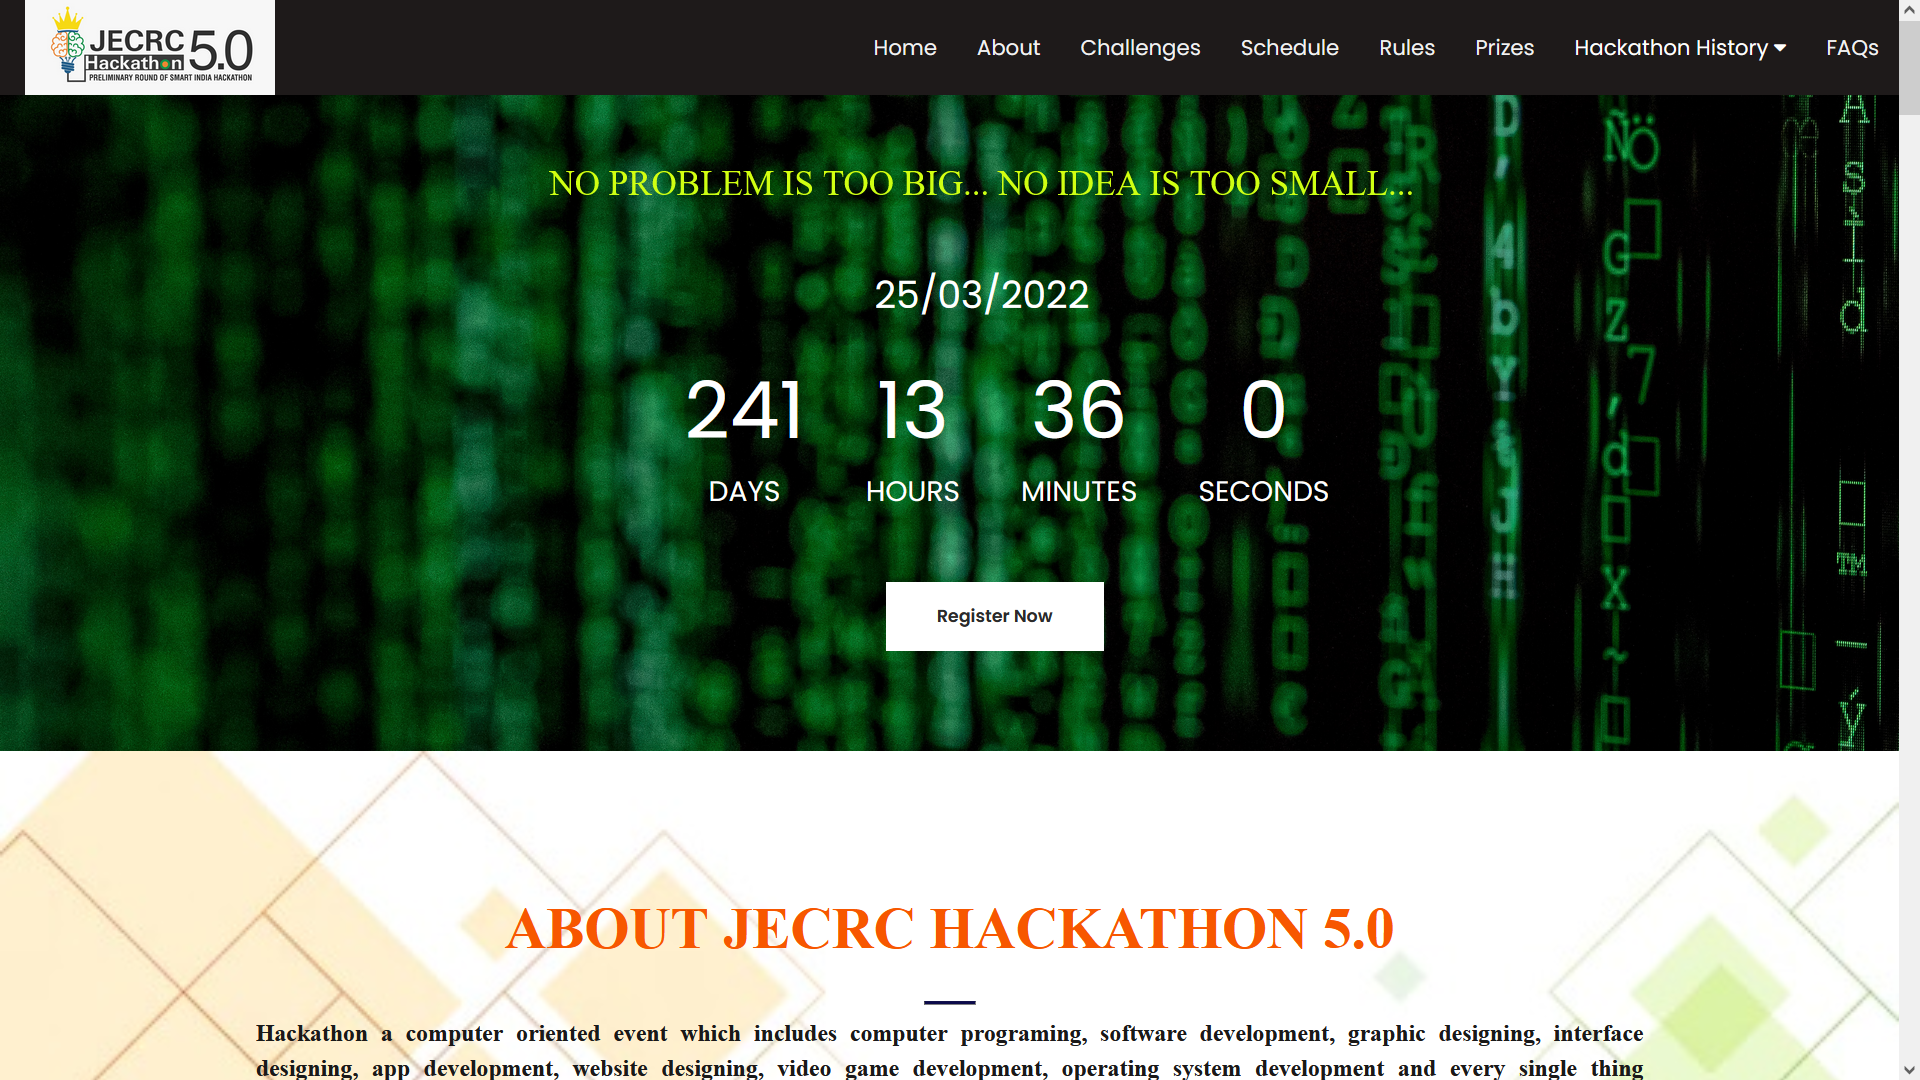 JECRC
Hackathon
5.0
PRELIMINARY ROUND OF SMART INDIA HACKATHON
Home About Challenges Schedule Rules Prizes Hackathon History FAQs
NO PROBLEM IS TOO BIG... NO IDEA IS TOO SMALL...
25/03/2022
241 13 36 0
DAYS HOURS MINUTES SECONDS
Register Now
ABOUT JECRC HACKATHON 5.0
Hackathon a computer oriented event which includes computer programing, software development, graphic designing, interface
designing, app development, website designing, video game development, operating system development and every single thing